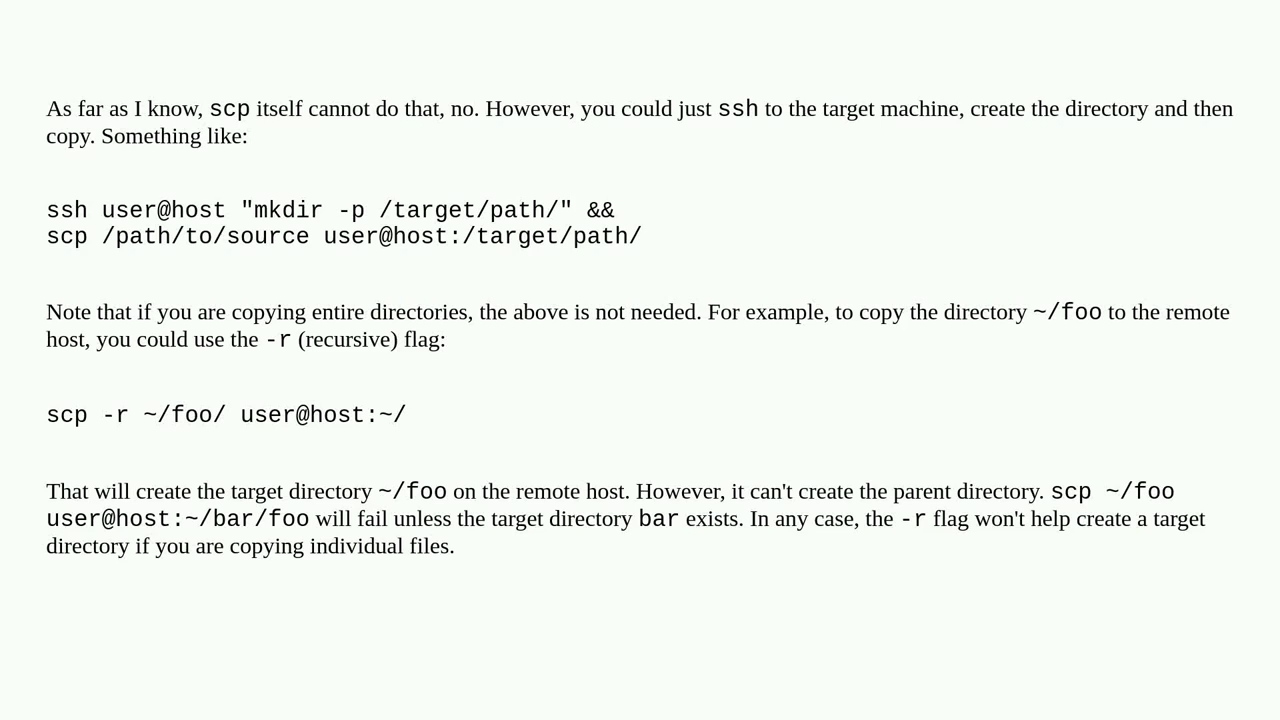 As far as I know, scp itself cannot do that, no. However, you could just ssh to the target machine, create the directory and then
copy. Something like:
ssh user@host "mkdir -p /target/path/" &&
scp /path/to/source user@host:/target/path/
Note that if you are copying entire directories, the above is not needed. For example, to copy the directory ~/foo to the remote
host, you could use the -r (recursive) flag:
scp -r ~/foo/ user@host:~/
That will create the target directory ~/foo on the remote host. However, it can't create the parent directory. scp ~/foo
user@host:~/bar/foo will fail unless the target directory bar exists. In any case, the -r flag won't help create a target
directory if you are copying individual files.